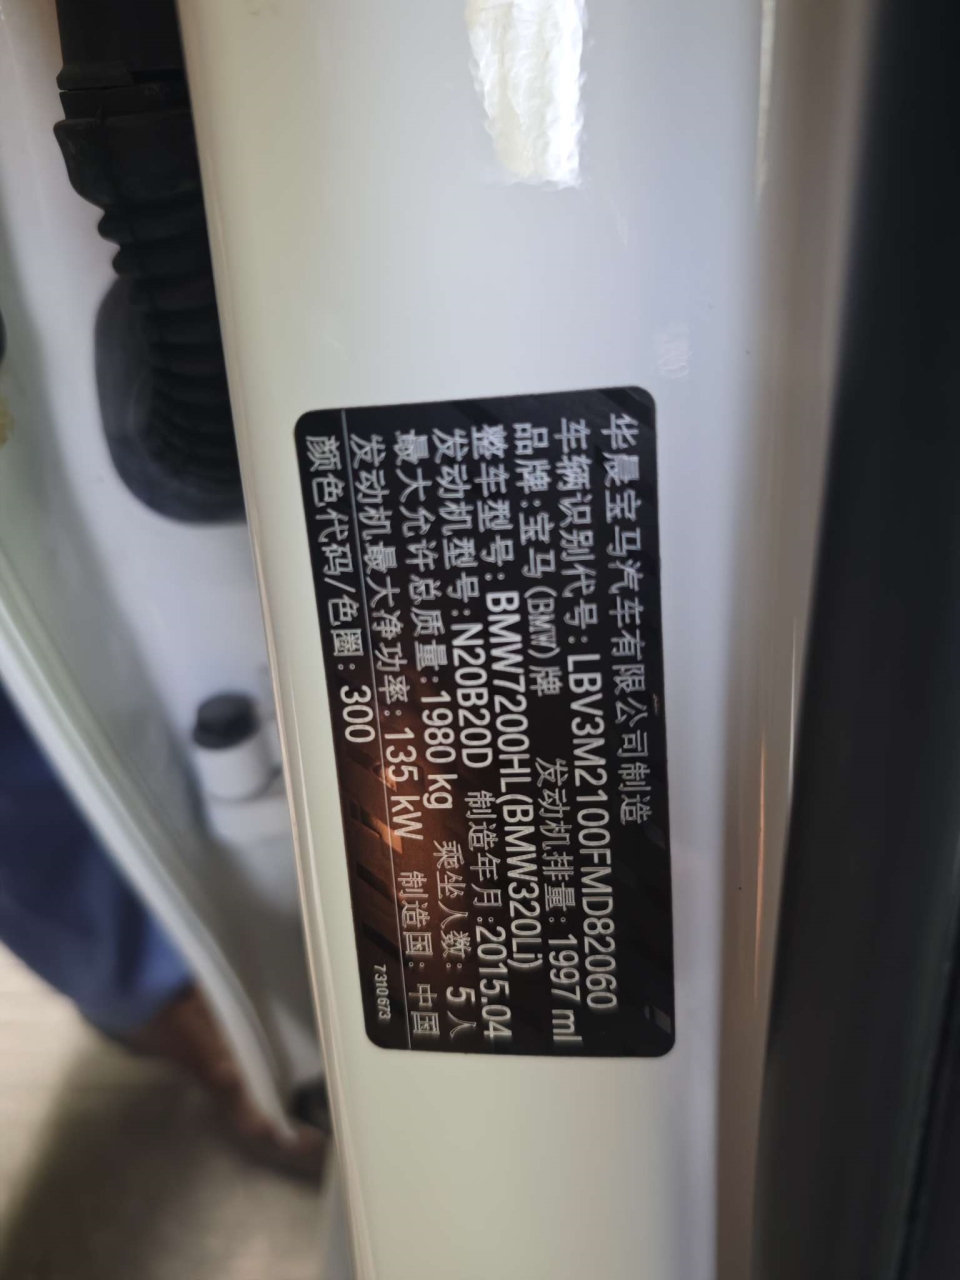 华晨宝马汽车有限公司制造
车辆识别代号：LBV3M2100FMD82060
品牌：宝马(BMW)牌 发动机排量：1997 ml
整车型号：BMW7200HL(BMW320Li)
发动机型号：N20B20D 制造年月：2015.04
最大允许总质量：1980 kg 乘坐人数：5人
发动机最大净功率：135 kW 制造国：中国
颜色代码/色圈：300 7310673